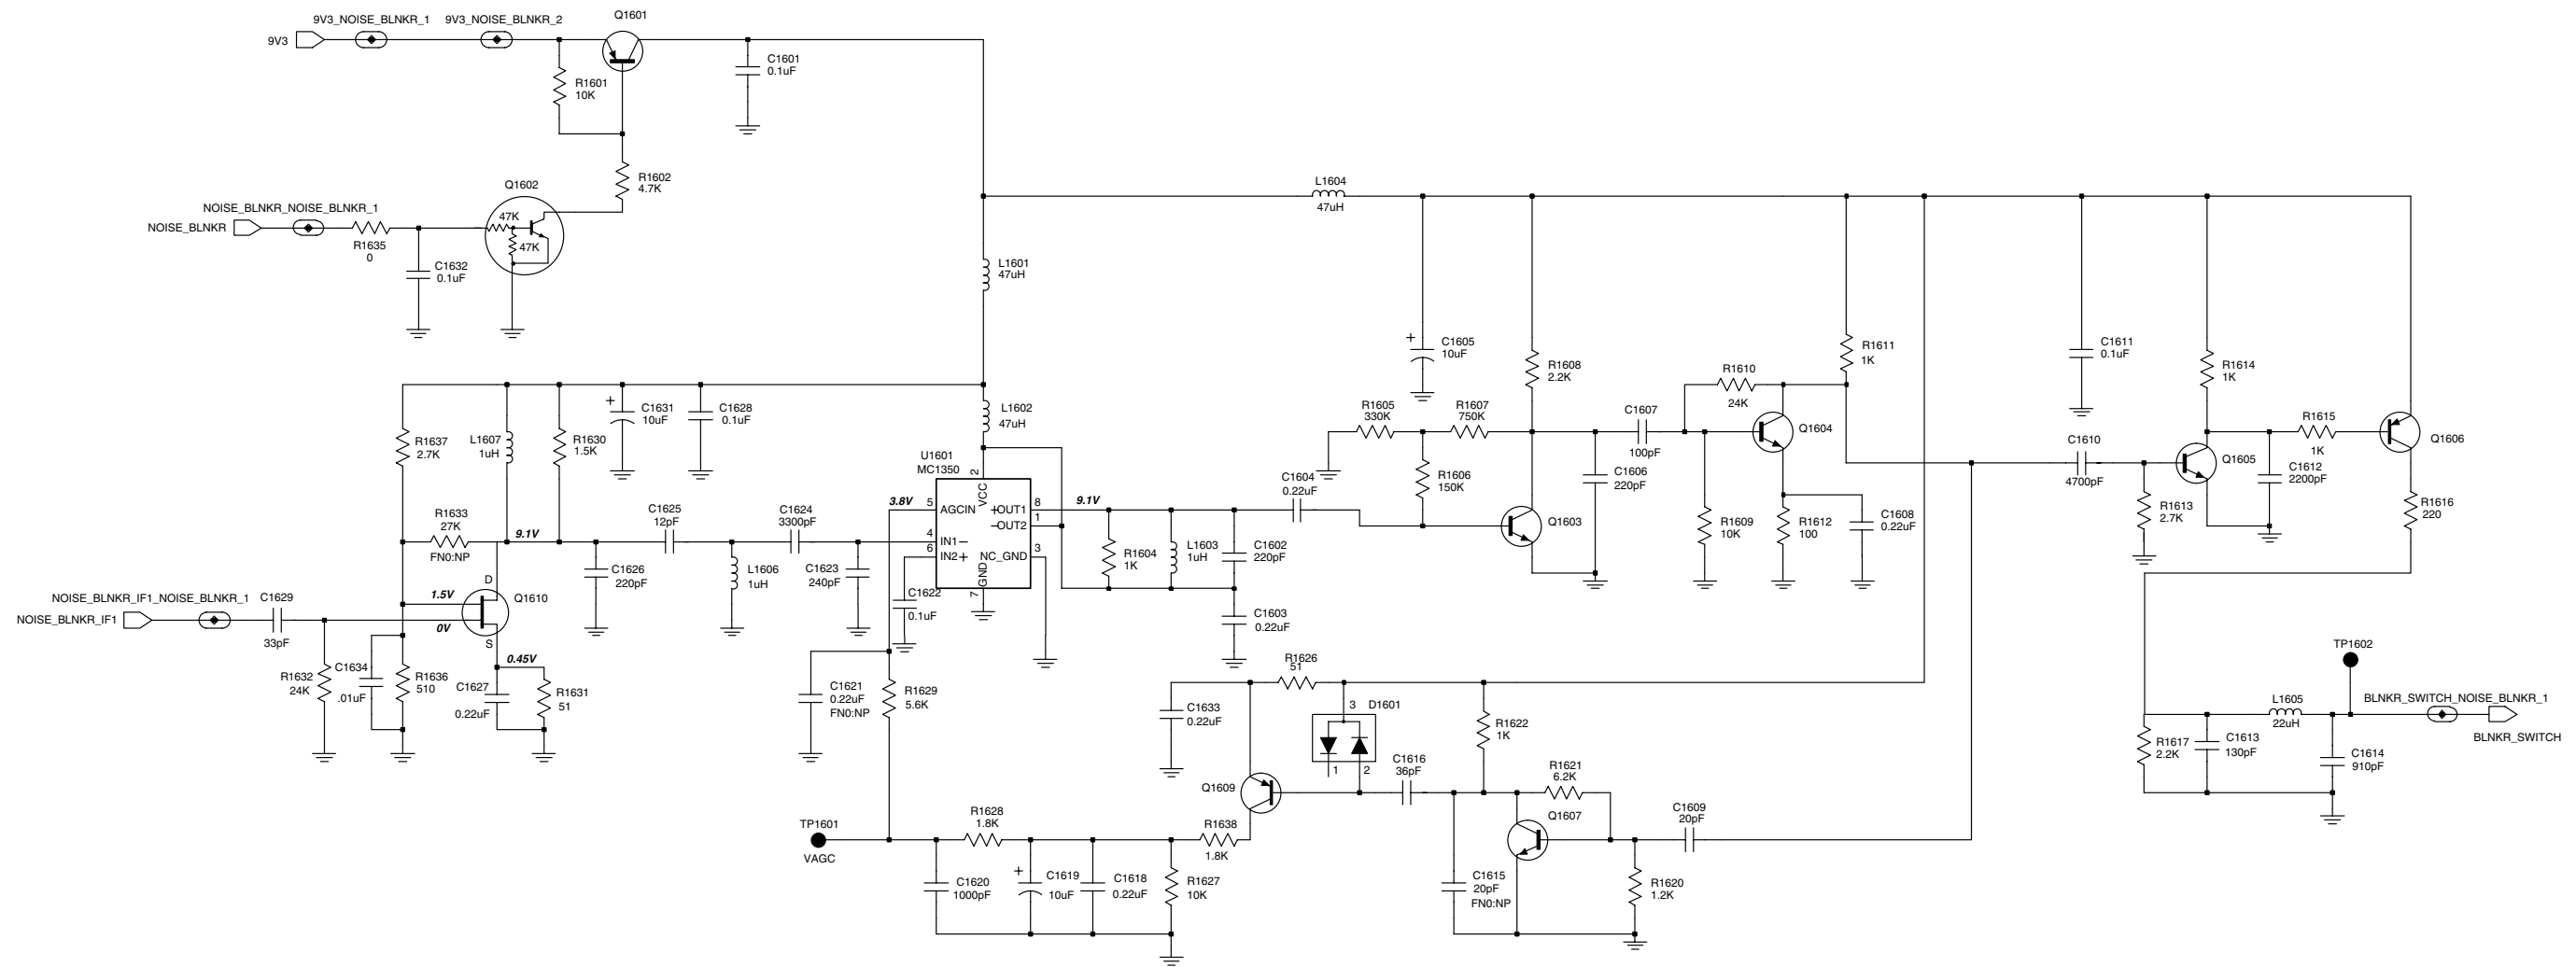 9V3_NOISE_BLNKR_1
9V3_NOISE_BLNKR_2
Q1601
9V3
R1601
10K
C1601
0.1uF
R1602
4.7K
Q1602
47K
47K
NOISE_BLNKR_NOISE_BLNKR_1
NOISE_BLNKR
R1635
0
C1632
0.1uF
L1604
47uH
L1601
47uH
C1605
10uF
+
R1608
2.2K
R1611
1K
C1611
0.1uF
R1614
1K
R1637
2.7K
L1607
1uH
R1630
1.5K
+
C1631
10uF
C1628
0.1uF
L1602
47uH
R1605
330K
R1607
750K
R1606
150K
C1607
100pF
R1610
24K
Q1604
C1606
220pF
R1609
10K
R1612
100
C1608
0.22uF
C1610
4700pF
Q1605
R1613
2.7K
C1612
2200pF
R1615
1K
Q1606
R1616
220
U1601
MC1350
2
VCC
3.8V
5
AGCIN
+OUT1
8
9.1V
-OUT2
1
4
IN1-
6
IN2+
NC_GND
3
GND
7
C1604
0.22uF
Q1603
R1604
1K
L1603
1uH
C1602
220pF
C1603
0.22uF
R1633
27K
FN0:NP
9.1V
C1625
12pF
C1624
3300pF
C1626
220pF
L1606
1uH
C1623
240pF
C1622
0.1uF
D
Q1610
S
1.5V
0V
0.45V
NOISE_BLNKR_IF1_NOISE_BLNKR_1
NOISE_BLNKR_IF1
C1629
33pF
R1632
24K
C1634
.01uF
R1636
510
C1627
0.22uF
R1631
51
C1621
0.22uF
FN0:NP
R1629
5.6K
R1626
51
C1633
0.22uF
3
D1601
1
2
Q1609
C1616
36pF
R1622
1K
R1621
6.2K
Q1607
C1609
20pF
TP1601
VAGC
R1628
1.8K
R1638
1.8K
C1620
1000pF
+
C1619
10uF
C1618
0.22uF
R1627
10K
C1615
20pF
FN0:NP
R1620
1.2K
TP1602
L1605
22uH
BLNKR_SWITCH_NOISE_BLNKR_1
BLNKR_SWITCH
R1617
2.2K
C1613
130pF
C1614
910pF